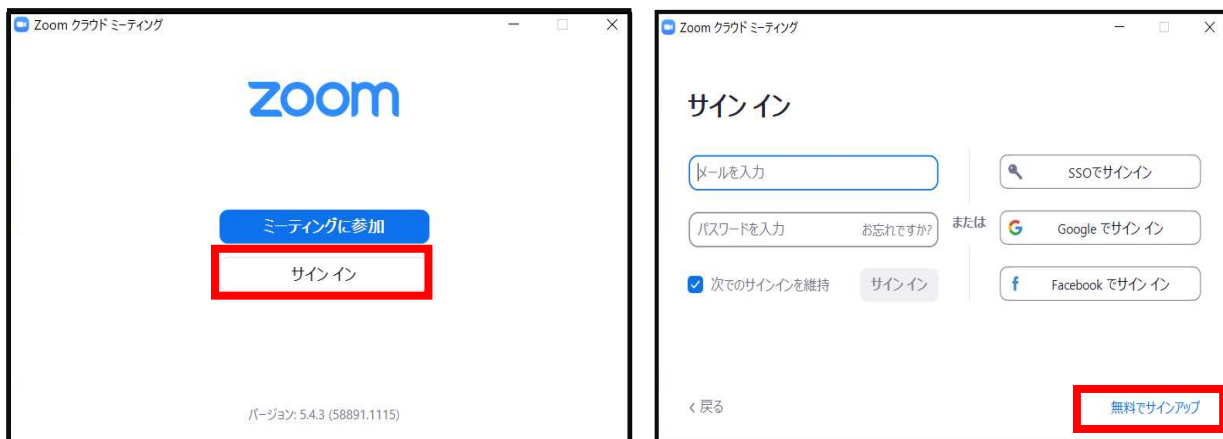 Zoom クラウド ミーティング
zoom
ミーティングに参加
サイン イン
バージョン: 5.4.3 (58891.1115)
Zoom クラウド ミーティング
サイン イン
メールを入力
パスワードを入力 お忘れですか?
次でのサインインを維持 サイン イン
または
SSOでサインイン
Google でサイン イン
Facebook でサイン イン
戻る
無料でサインアップ